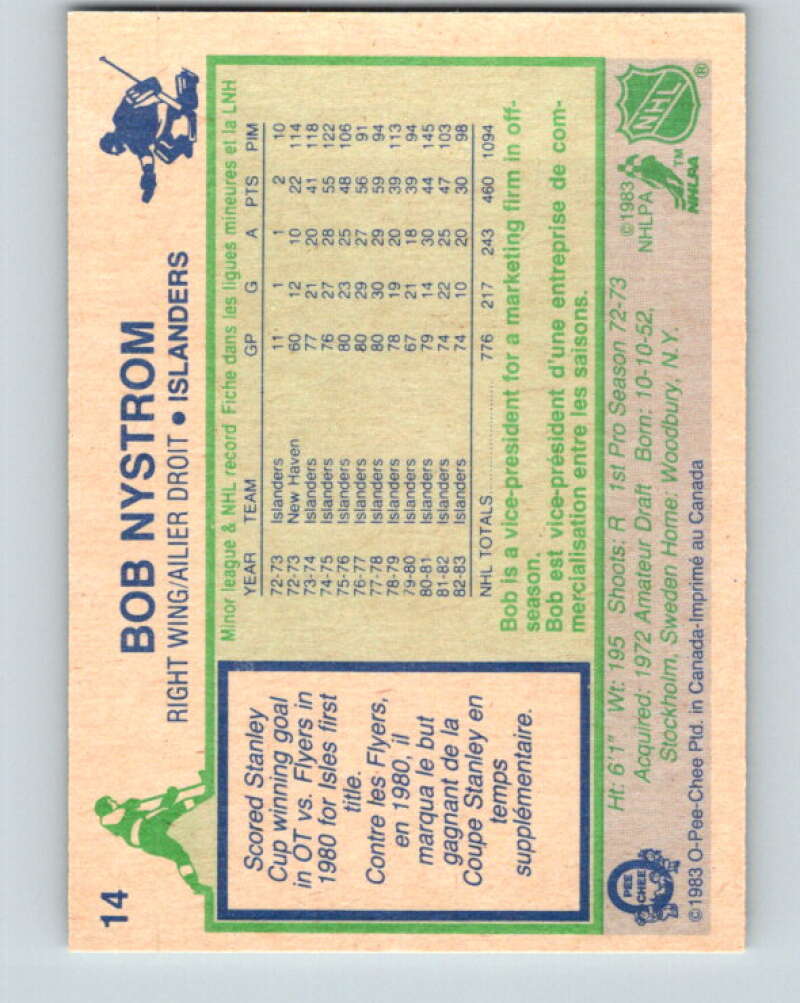 14
BOB NYSTROM
RIGHT WING/AILIER DROIT • ISLANDERS
Scored Stanley
Cup winning goal
in OT vs. Flyers in
1980 for Isles first
title.
Contre les Flyers,
en 1980, il
marqua le but
gagnant de la
Coupe Stanley en
temps
supplémentaire.
Minor league & NHL record Fiche dans les ligues mineures et la LNH
YEAR TEAM GP G A PTS PIM
72-73 Islanders 11 1 1 2 10
72-73 New Haven 60 12 10 22 114
73-74 Islanders 77 21 20 41 118
74-75 Islanders 76 27 28 55 122
75-76 Islanders 80 23 25 48 106
76-77 Islanders 80 29 27 56 91
77-78 Islanders 80 30 29 59 94
78-79 Islanders 78 19 20 39 113
79-80 Islanders 67 21 18 39 94
80-81 Islanders 79 14 30 44 145
81-82 Islanders 74 22 25 47 103
82-83 Islanders 74 10 20 30 98
NHL TOTALS 776 217 243 460 1094
Bob is a vice-president for a marketing firm in off-
season.
Bob est vice-président d'une entreprise de com-
mercialisation entre les saisons.
Ht: 6'1" Wt: 195 Shoots: R 1st Pro Season 72-73
Acquired: 1972 Amateur Draft Born: 10-10-52,
Stockholm, Sweden Home: Woodbury, N.Y.
©1983
NHLPA
NHLPA™
NHL®
O PEE CHEE
©1983 O-Pee-Chee Ptd. in Canada-Imprimé au Canada